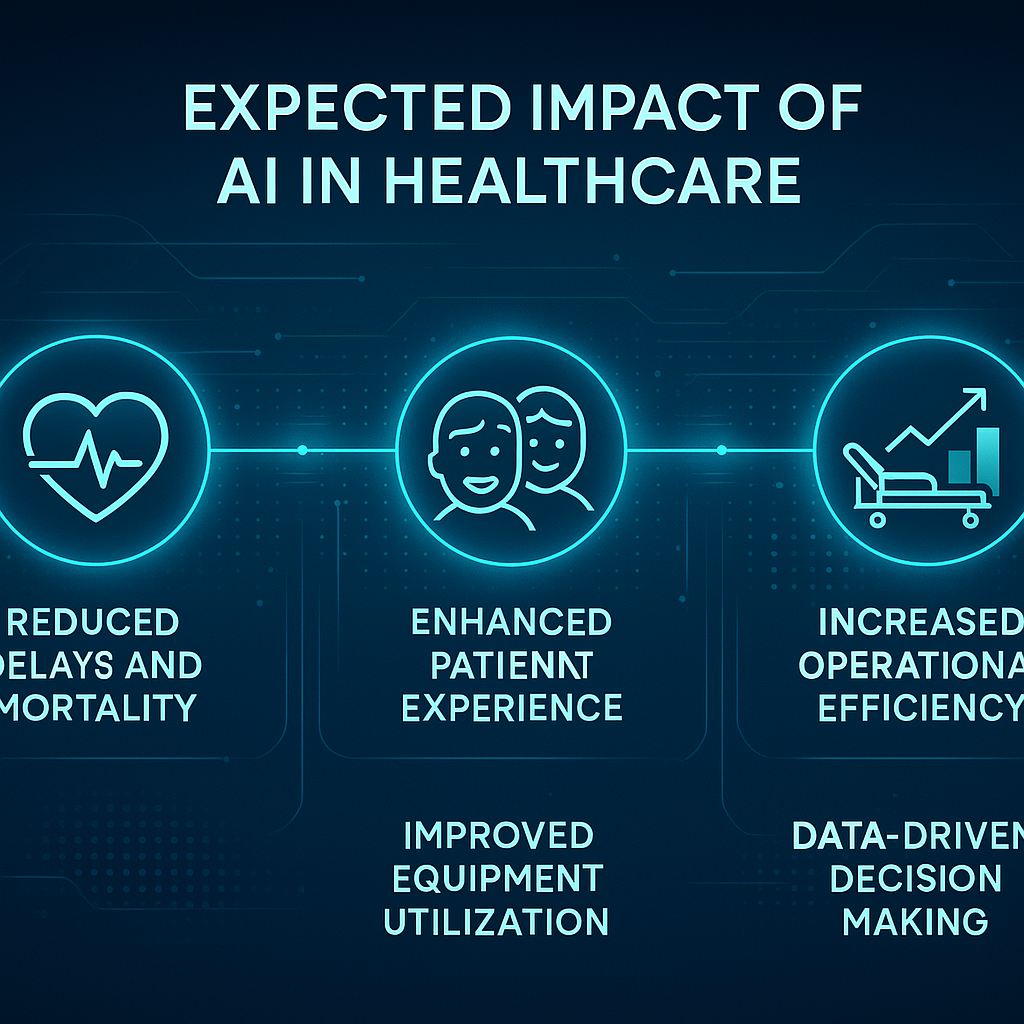 EXPECTED IMPACT OF
AI IN HEALTHCARE
REDUCED
DELAYS AND
MORTALITY
ENHANCED
PATIENNT
EXPERIENCE
INCREASED
OPERATIONA
EFFICIENCY
IMPROVED
EQUIPMENT
UTILIZATION
DATA-DRIVEN
DECISION
MAKING